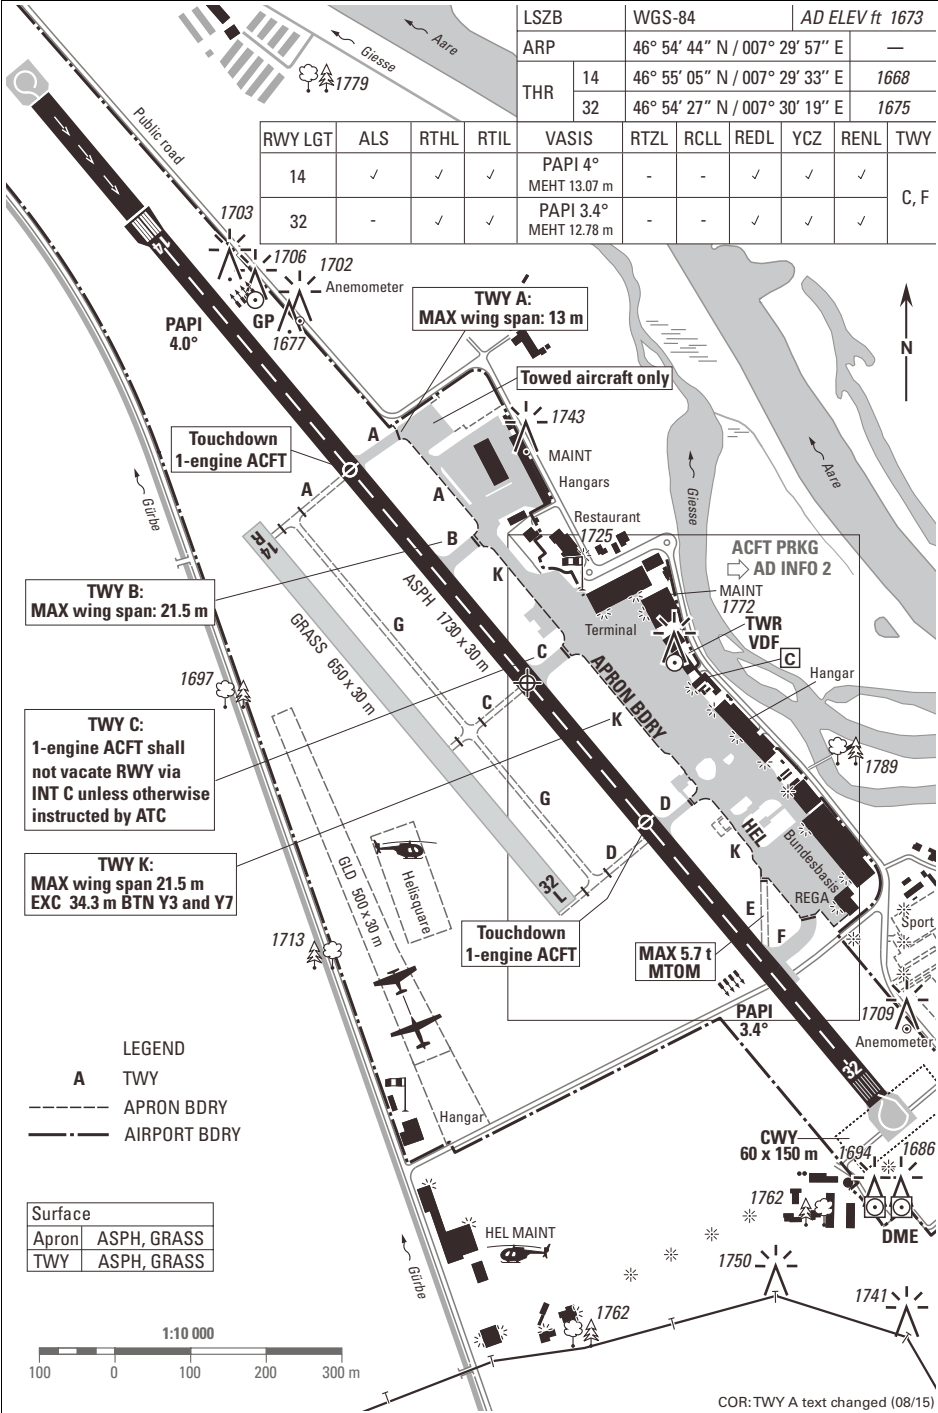 LSZB WGS-84 AD ELEV ft 1673
ARP 46° 54' 44" N / 007° 29' 57" E —
THR 14 46° 55' 05" N / 007° 29' 33" E 1668
32 46° 54' 27" N / 007° 30' 19" E 1675
RWY LGT ALS RTHL RTIL VASIS RTZL RCLL REDL YCZ RENL TWY
14 ✓ ✓ ✓ PAPI 4° MEHT 13.07 m - - ✓ ✓ ✓ C, F
32 - ✓ ✓ PAPI 3.4° MEHT 12.78 m - - ✓ ✓ ✓
Giesse
Aare
1779
Public road
14
1703
1706
1702
Anemometer
GP
1677
PAPI
4.0°
TWY A:
MAX wing span: 13 m
Towed aircraft only
N
A
1743
MAINT
Hangars
Touchdown
1-engine ACFT
A
A
Gürbe
Giesse
Aare
Restaurant
1725
14
R
B
K
ACFT PRKG
AD INFO 2
TWY B:
MAX wing span: 21.5 m
ASPH 1730 x 30 m
GRASS 650 x 30 m
G
Terminal
MAINT
1772
TWR
VDF
C
C
Hangar
1697
APRON BDRY
C
K
TWY C:
1-engine ACFT shall
not vacate RWY via
INT C unless otherwise
instructed by ATC
1789
G
D
HEL
K
Bundesbasis
REGA
D
TWY K:
MAX wing span 21.5 m
EXC 34.3 m BTN Y3 and Y7
GLD 500 x 30 m
Helisquare
32
L
E
F
Sport
1713
Touchdown
1-engine ACFT
MAX 5.7 t
MTOM
PAPI
3.4°
1709
Anemometer
32
LEGEND
A TWY
APRON BDRY
AIRPORT BDRY
Hangar
CWY
60 x 150 m
1694
1686
1762
DME
Surface
Apron ASPH, GRASS
TWY ASPH, GRASS
HEL MAINT
Gürbe
1750
1741
1762
1:10 000
100 0 100 200 300 m
COR: TWY A text changed (08/15)